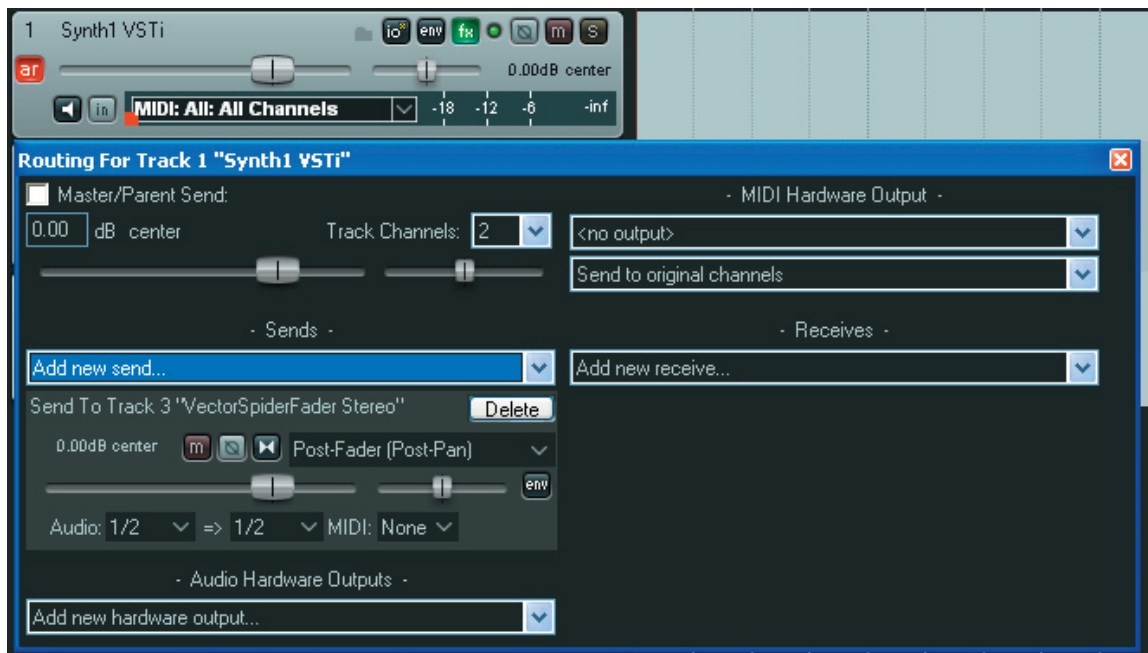 1 Synth1 VSTi io* env fx m S
ar 0.00dB center
in MIDI: All: All Channels -18 -12 -6 -inf
Routing For Track 1 "Synth1 VSTi"
Master/Parent Send:
0.00 dB center Track Channels: 2
- MIDI Hardware Output -
<no output>
Send to original channels
- Sends -
Add new send...
- Receives -
Add new receive...
Send To Track 3 "VectorSpiderFader Stereo" Delete
0.00dB center m Post-Fader (Post-Pan)
env
Audio: 1/2 => 1/2 MIDI: None
- Audio Hardware Outputs -
Add new hardware output...